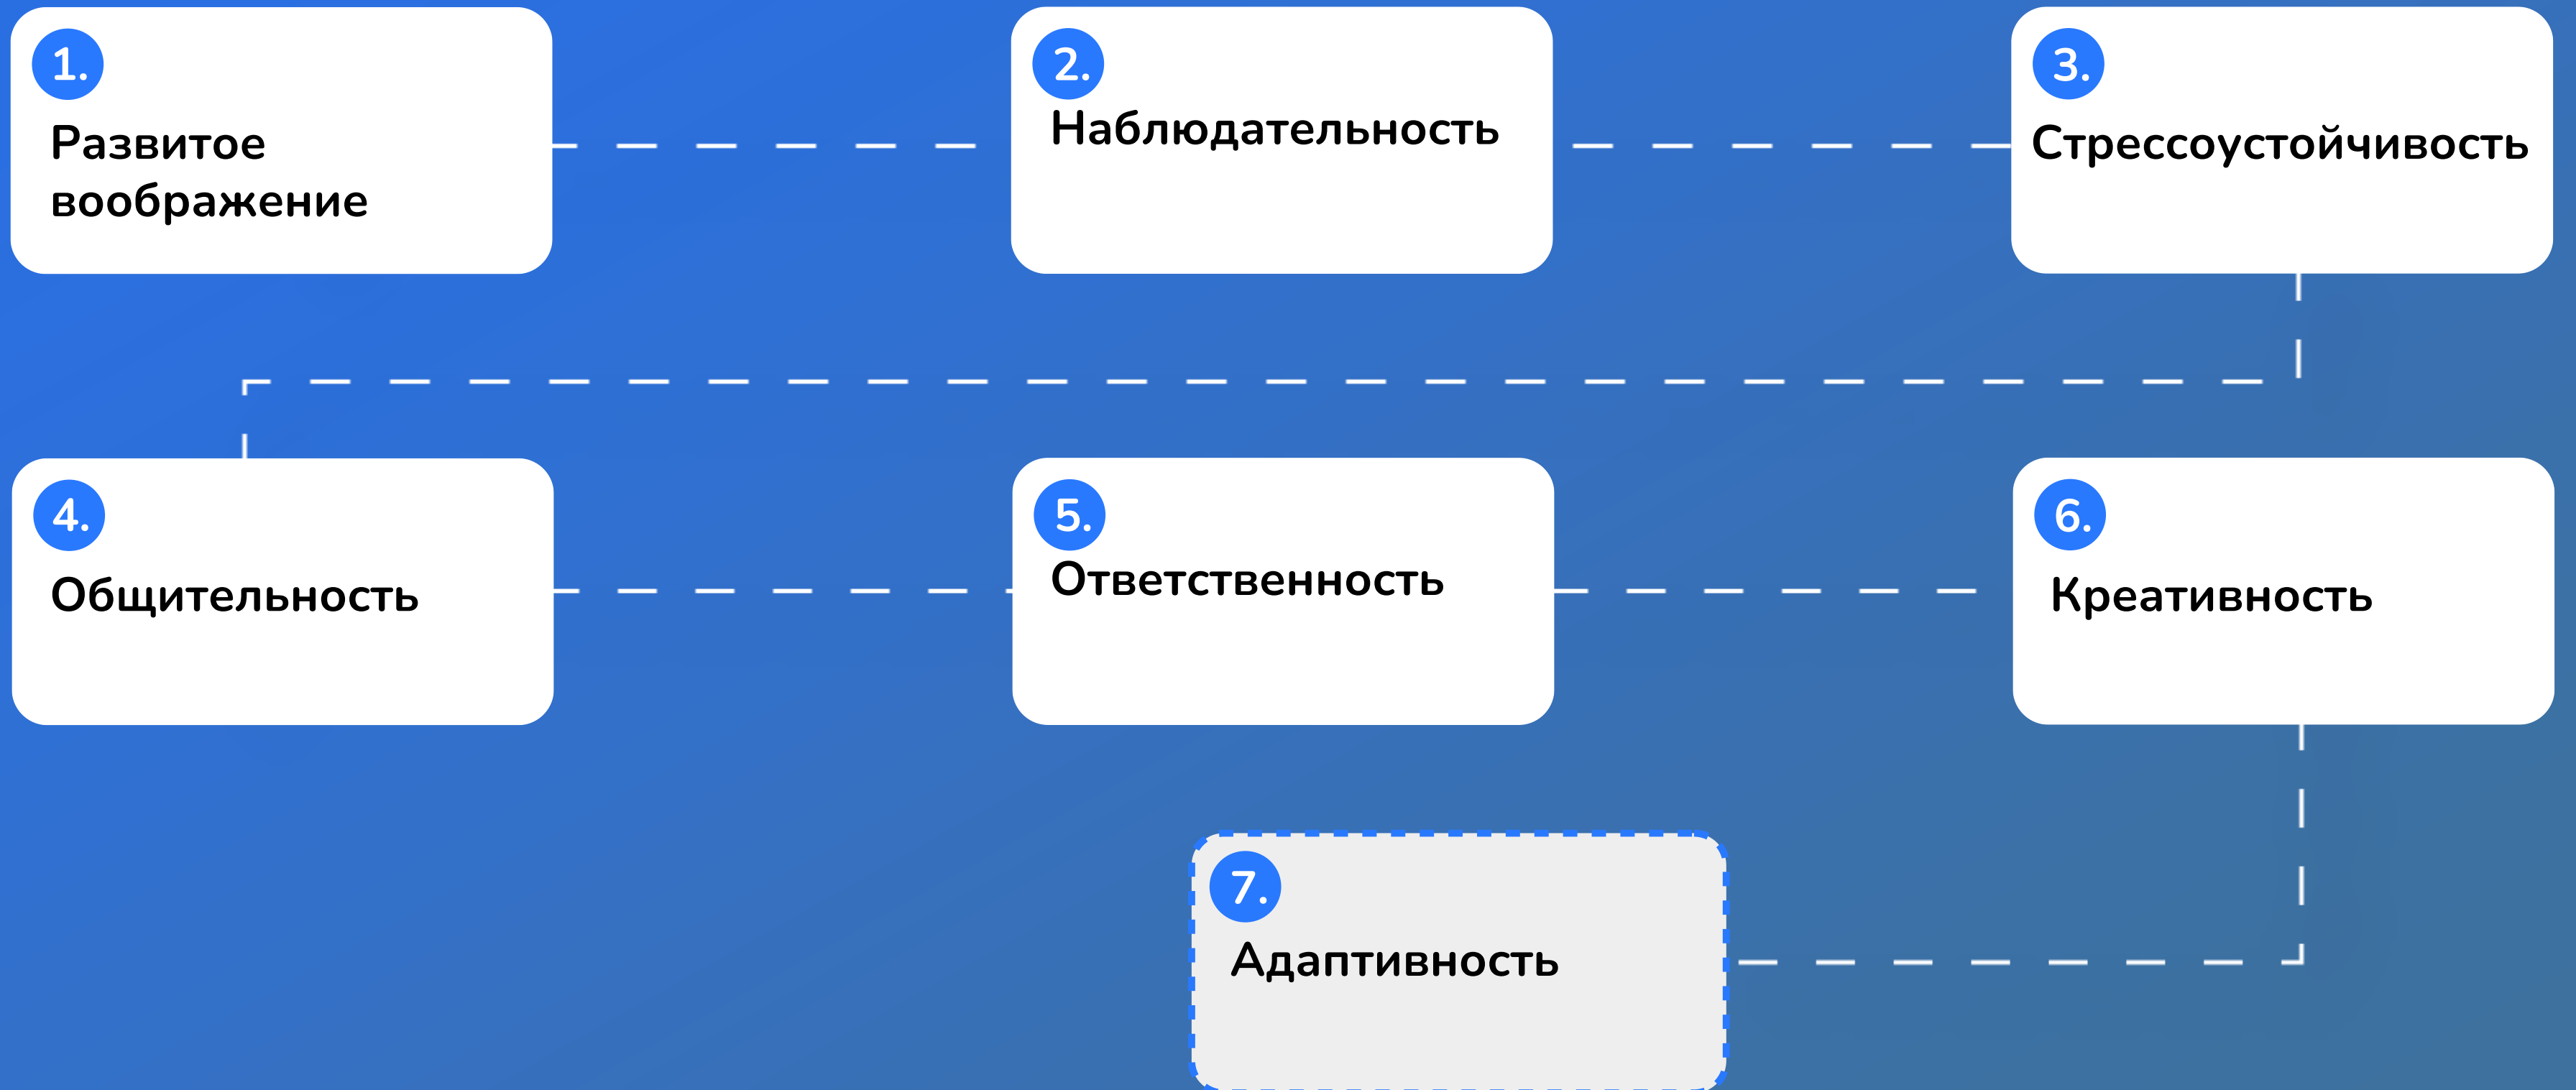 1.
Развитое
воображение
2.
Наблюдательность
3.
Стрессоустойчивость
4.
Общительность
5.
Ответственность
6.
Креативность
7.
Адаптивность